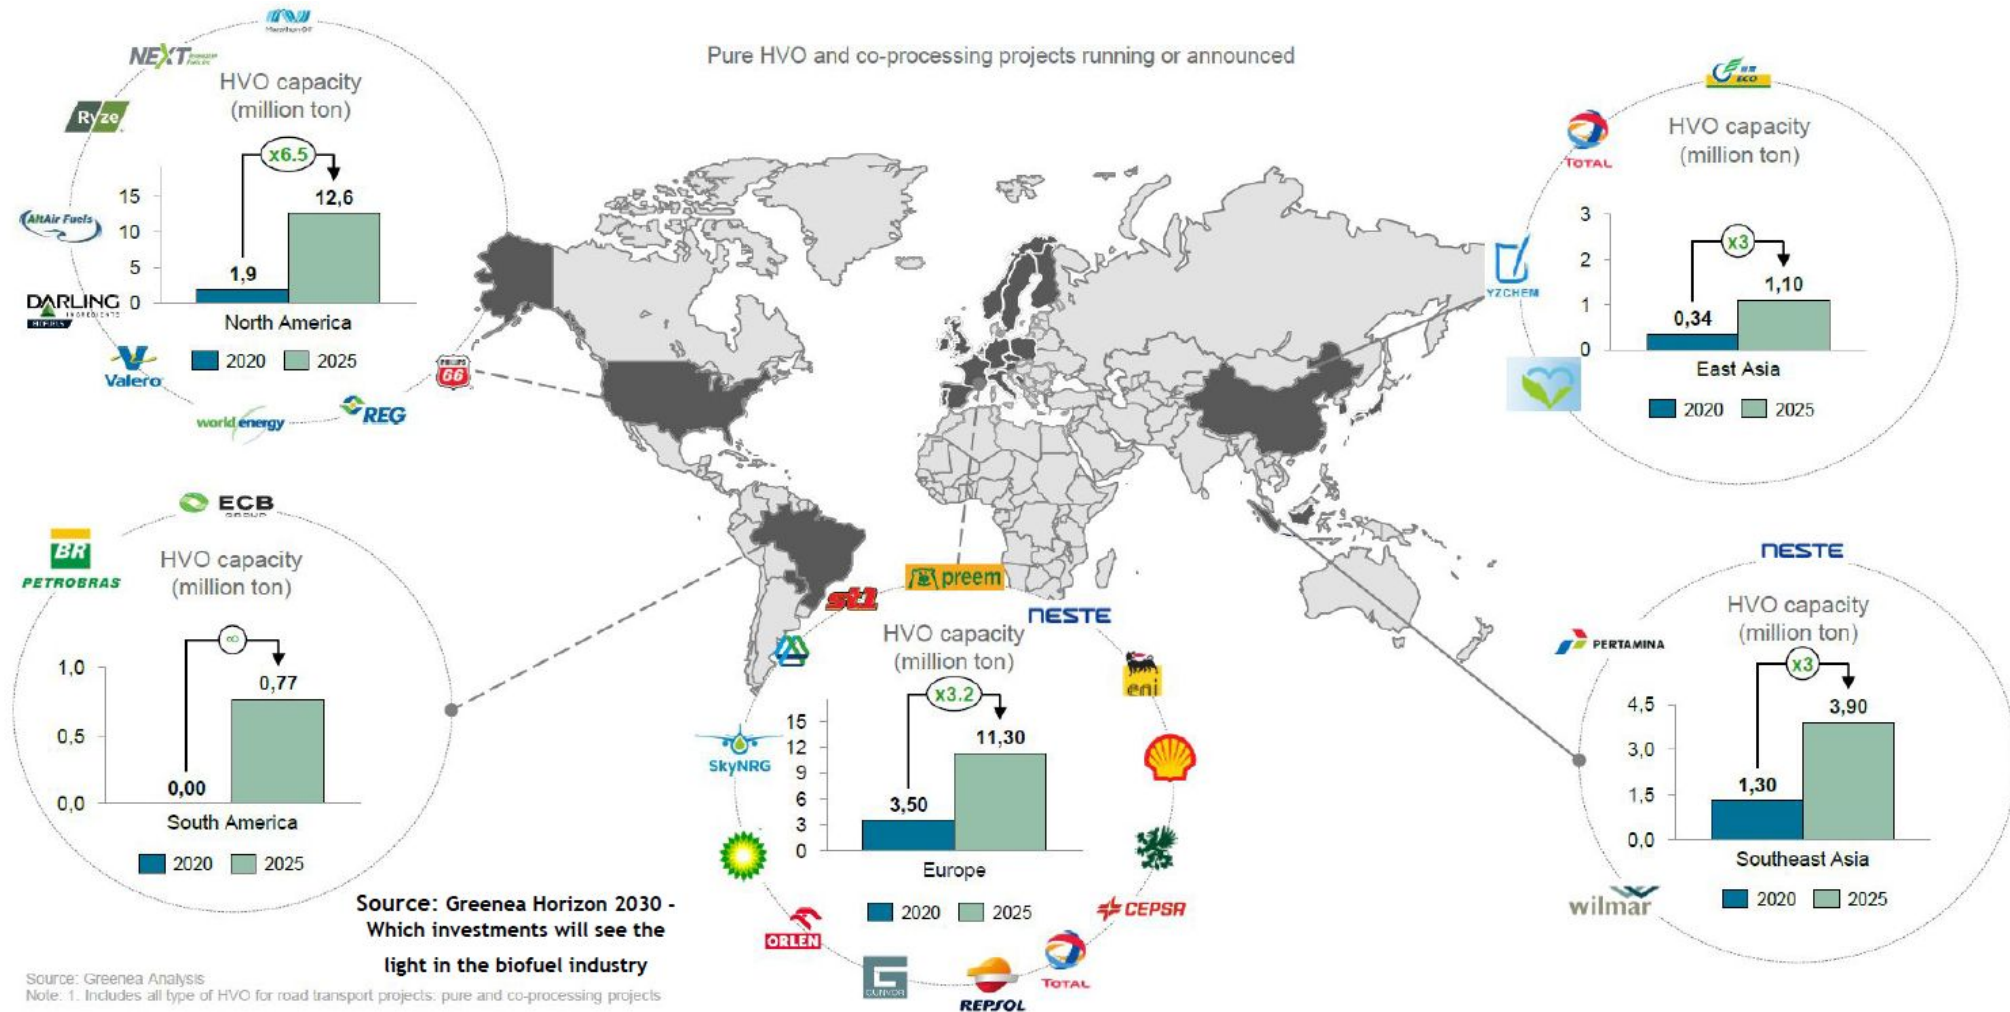 Pure HVO and co-processing projects running or announced
Marathon Oil
NEXT
Ryze
AltAir Fuels
DARLING
INGREDIENTS
Valero
world energy
REG
PHILLIPS
66
HVO capacity
(million ton)
x6.5
15
10
5
0
1,9
12,6
North America
2020
2025
ECO
TOTAL
YZCHEM
HVO capacity
(million ton)
x3
3
2
1
0
0,34
1,10
East Asia
2020
2025
ECB
GROUP
BR
PETROBRAS
HVO capacity
(million ton)
∞
1,0
0,5
0,0
0,00
0,77
South America
2020
2025
st1
preem
NESTE
eni
SkyNRG
ORLEN
GUNVOR
REPSOL
TOTAL
CEPSA
HVO capacity
(million ton)
x3.2
15
12
9
6
3
0
3,50
11,30
Europe
2020
2025
NESTE
PERTAMINA
wilmar
HVO capacity
(million ton)
x3
4,5
3,0
1,5
0,0
1,30
3,90
Southeast Asia
2020
2025
Source: Greenea Horizon 2030 -
Which investments will see the
light in the biofuel industry
Source: Greenea Analysis
Note: 1. Includes all type of HVO for road transport projects: pure and co-processing projects